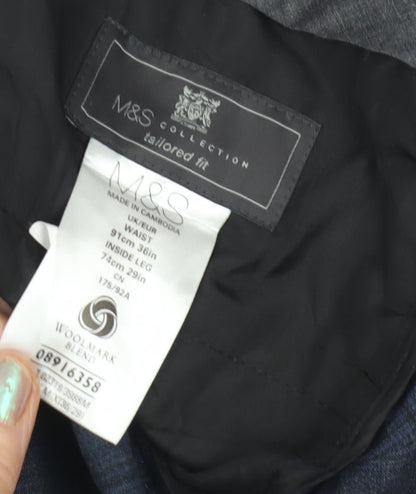 M&S COLLECTION
tailored fit
M&S
MADE IN CAMBODIA
UK/EUR
WAIST
91cm 36in
INSIDE LEG
74cm 29in
CN
175/92A
WOOLMARK
BLEND
08916358